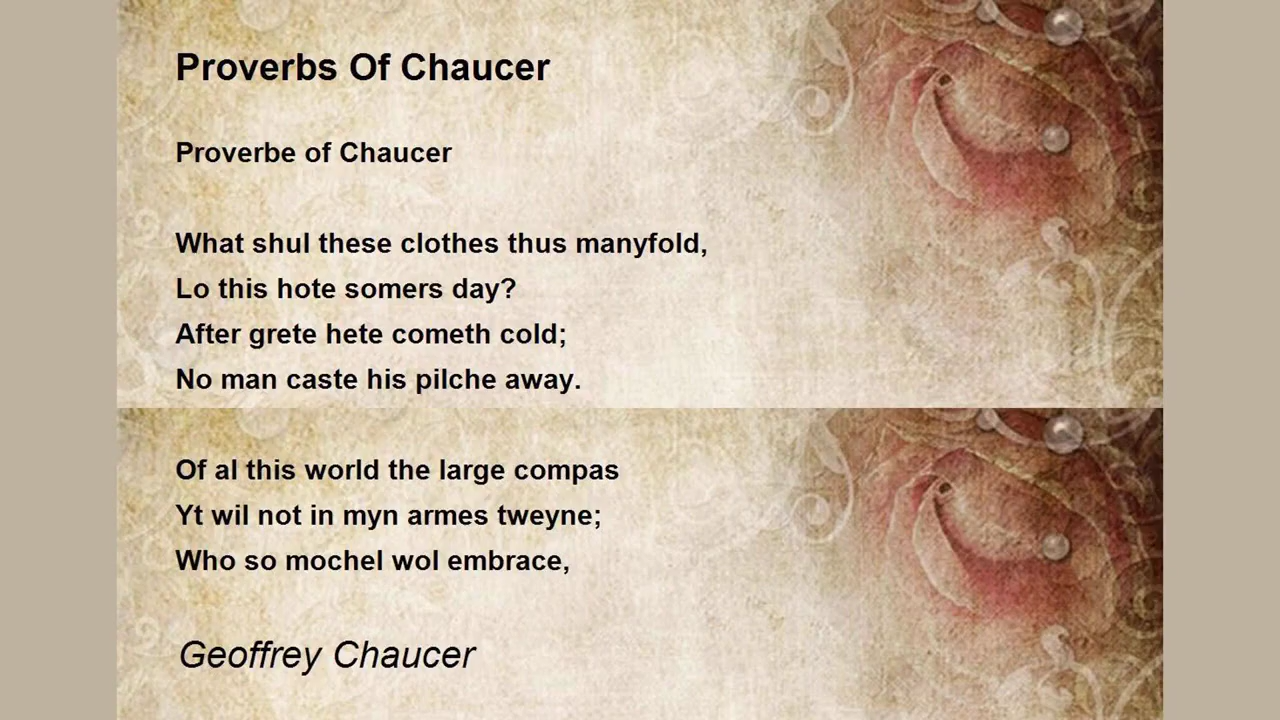 Proverbs Of Chaucer
Proverbe of Chaucer
What shul these clothes thus manyfold,
Lo this hote somers day?
After grete hete cometh cold;
No man caste his pilche away.
Of al this world the large compas
Yt wil not in myn armes tweyne;
Who so mochel wol embrace,
Geoffrey Chaucer